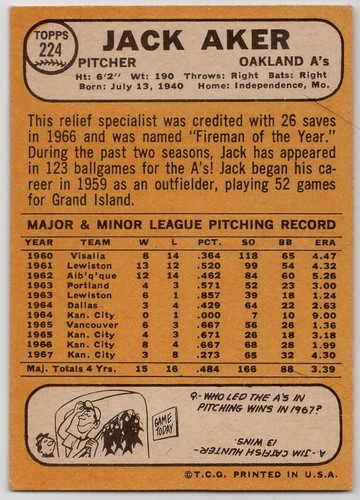 TOPPS
224
JACK AKER
PITCHER OAKLAND A's
Ht: 6'2" Wt: 190 Throws: Right Bats: Right
Born: July 13, 1940 Home: Independence, Mo.
This relief specialist was credited with 26 saves
in 1966 and was named "Fireman of the Year."
During the past two seasons, Jack has appeared
in 123 ballgames for the A's! Jack began his ca-
reer in 1959 as an outfielder, playing 52 games
for Grand Island.
MAJOR & MINOR LEAGUE PITCHING RECORD
YEAR TEAM W L PCT. SO BB ERA
1960 Visalia 8 14 .364 118 65 4.47
1961 Lewiston 13 12 .520 99 54 4.32
1962 Alb'q'que 12 14 .462 84 60 5.26
1963 Portland 4 3 .571 52 23 3.00
1963 Lewiston 6 1 .857 39 18 1.24
1964 Dallas 3 4 .429 64 22 2.63
1964 Kan. City 0 1 .000 7 10 9.00
1965 Vancouver 6 3 .667 56 26 1.36
1965 Kan. City 4 3 .671 26 18 3.18
1966 Kan. City 8 4 .667 68 28 1.99
1967 Kan. City 3 8 .273 65 32 4.30
Maj. Totals 4 Yrs. 15 16 .484 166 88 3.39
GAME
TODAY
Q- WHO LED THE A'S IN
PITCHING WINS IN 1967?
A- JIM CATFISH HUNTER-
13 WINS.
©T.C.G. PRINTED IN U.S.A.